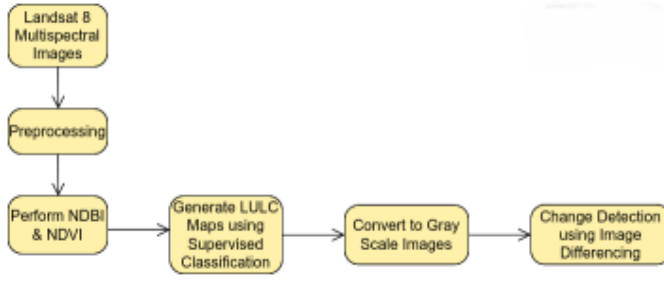 Landsat 8
Multispectral
Images
Preprocessing
Perform NDBI
& NDVI
Generate LULC
Maps using
Supervised
Classification
Convert to Gray
Scale Images
Change Detection
using Image
Differencing